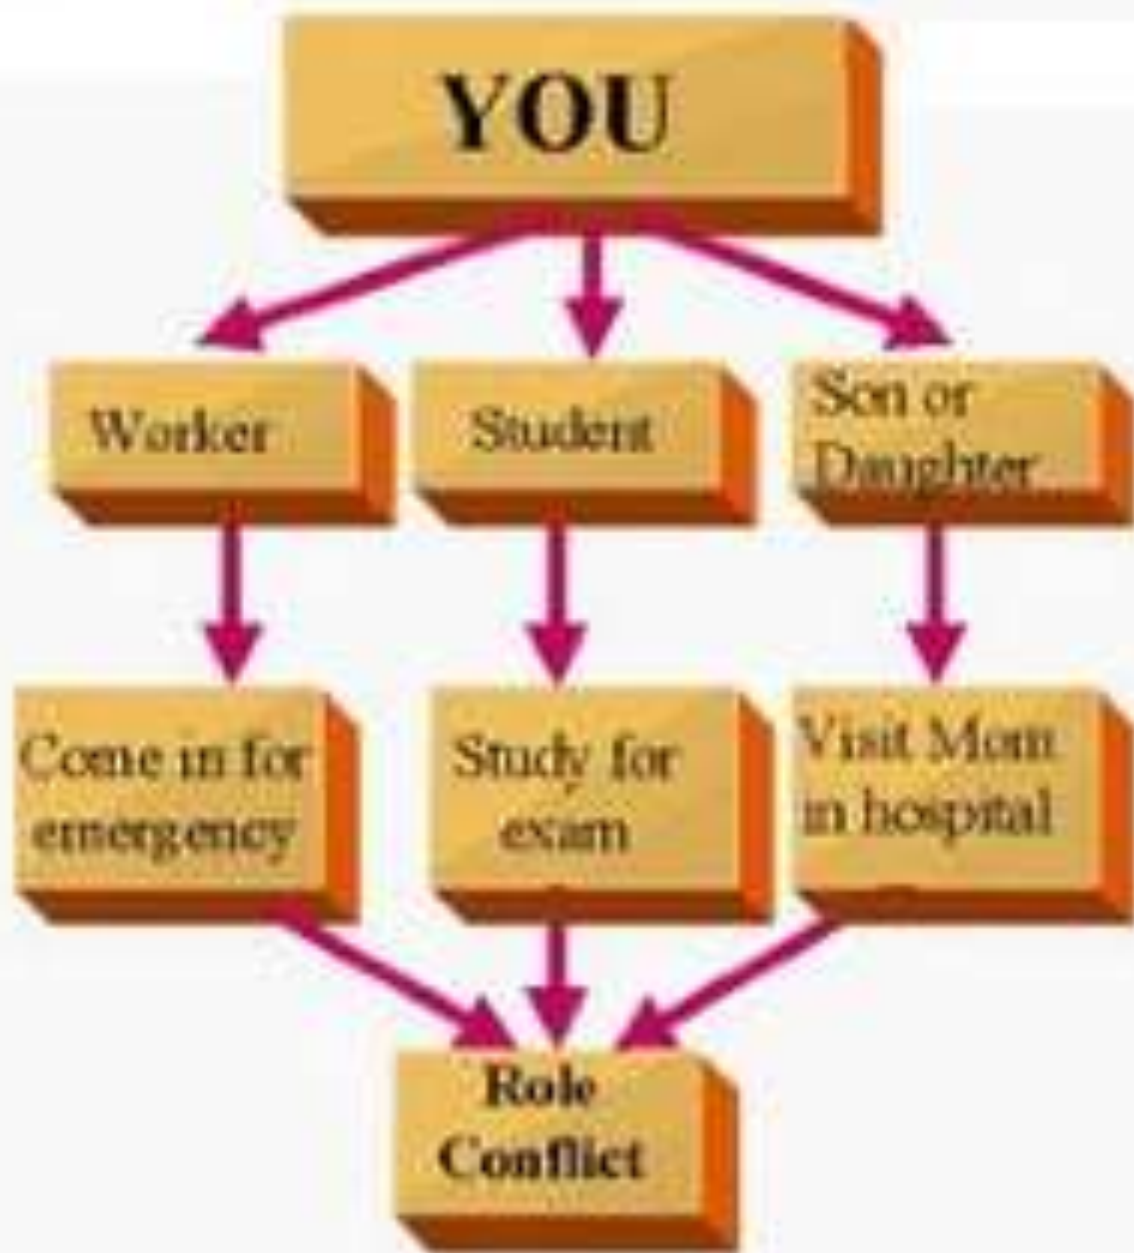 YOU
Worker
Student
Son or
Daughter
Come in for
emergency
Study for
exam
Visit Mom
in hospital
Role
Conflict